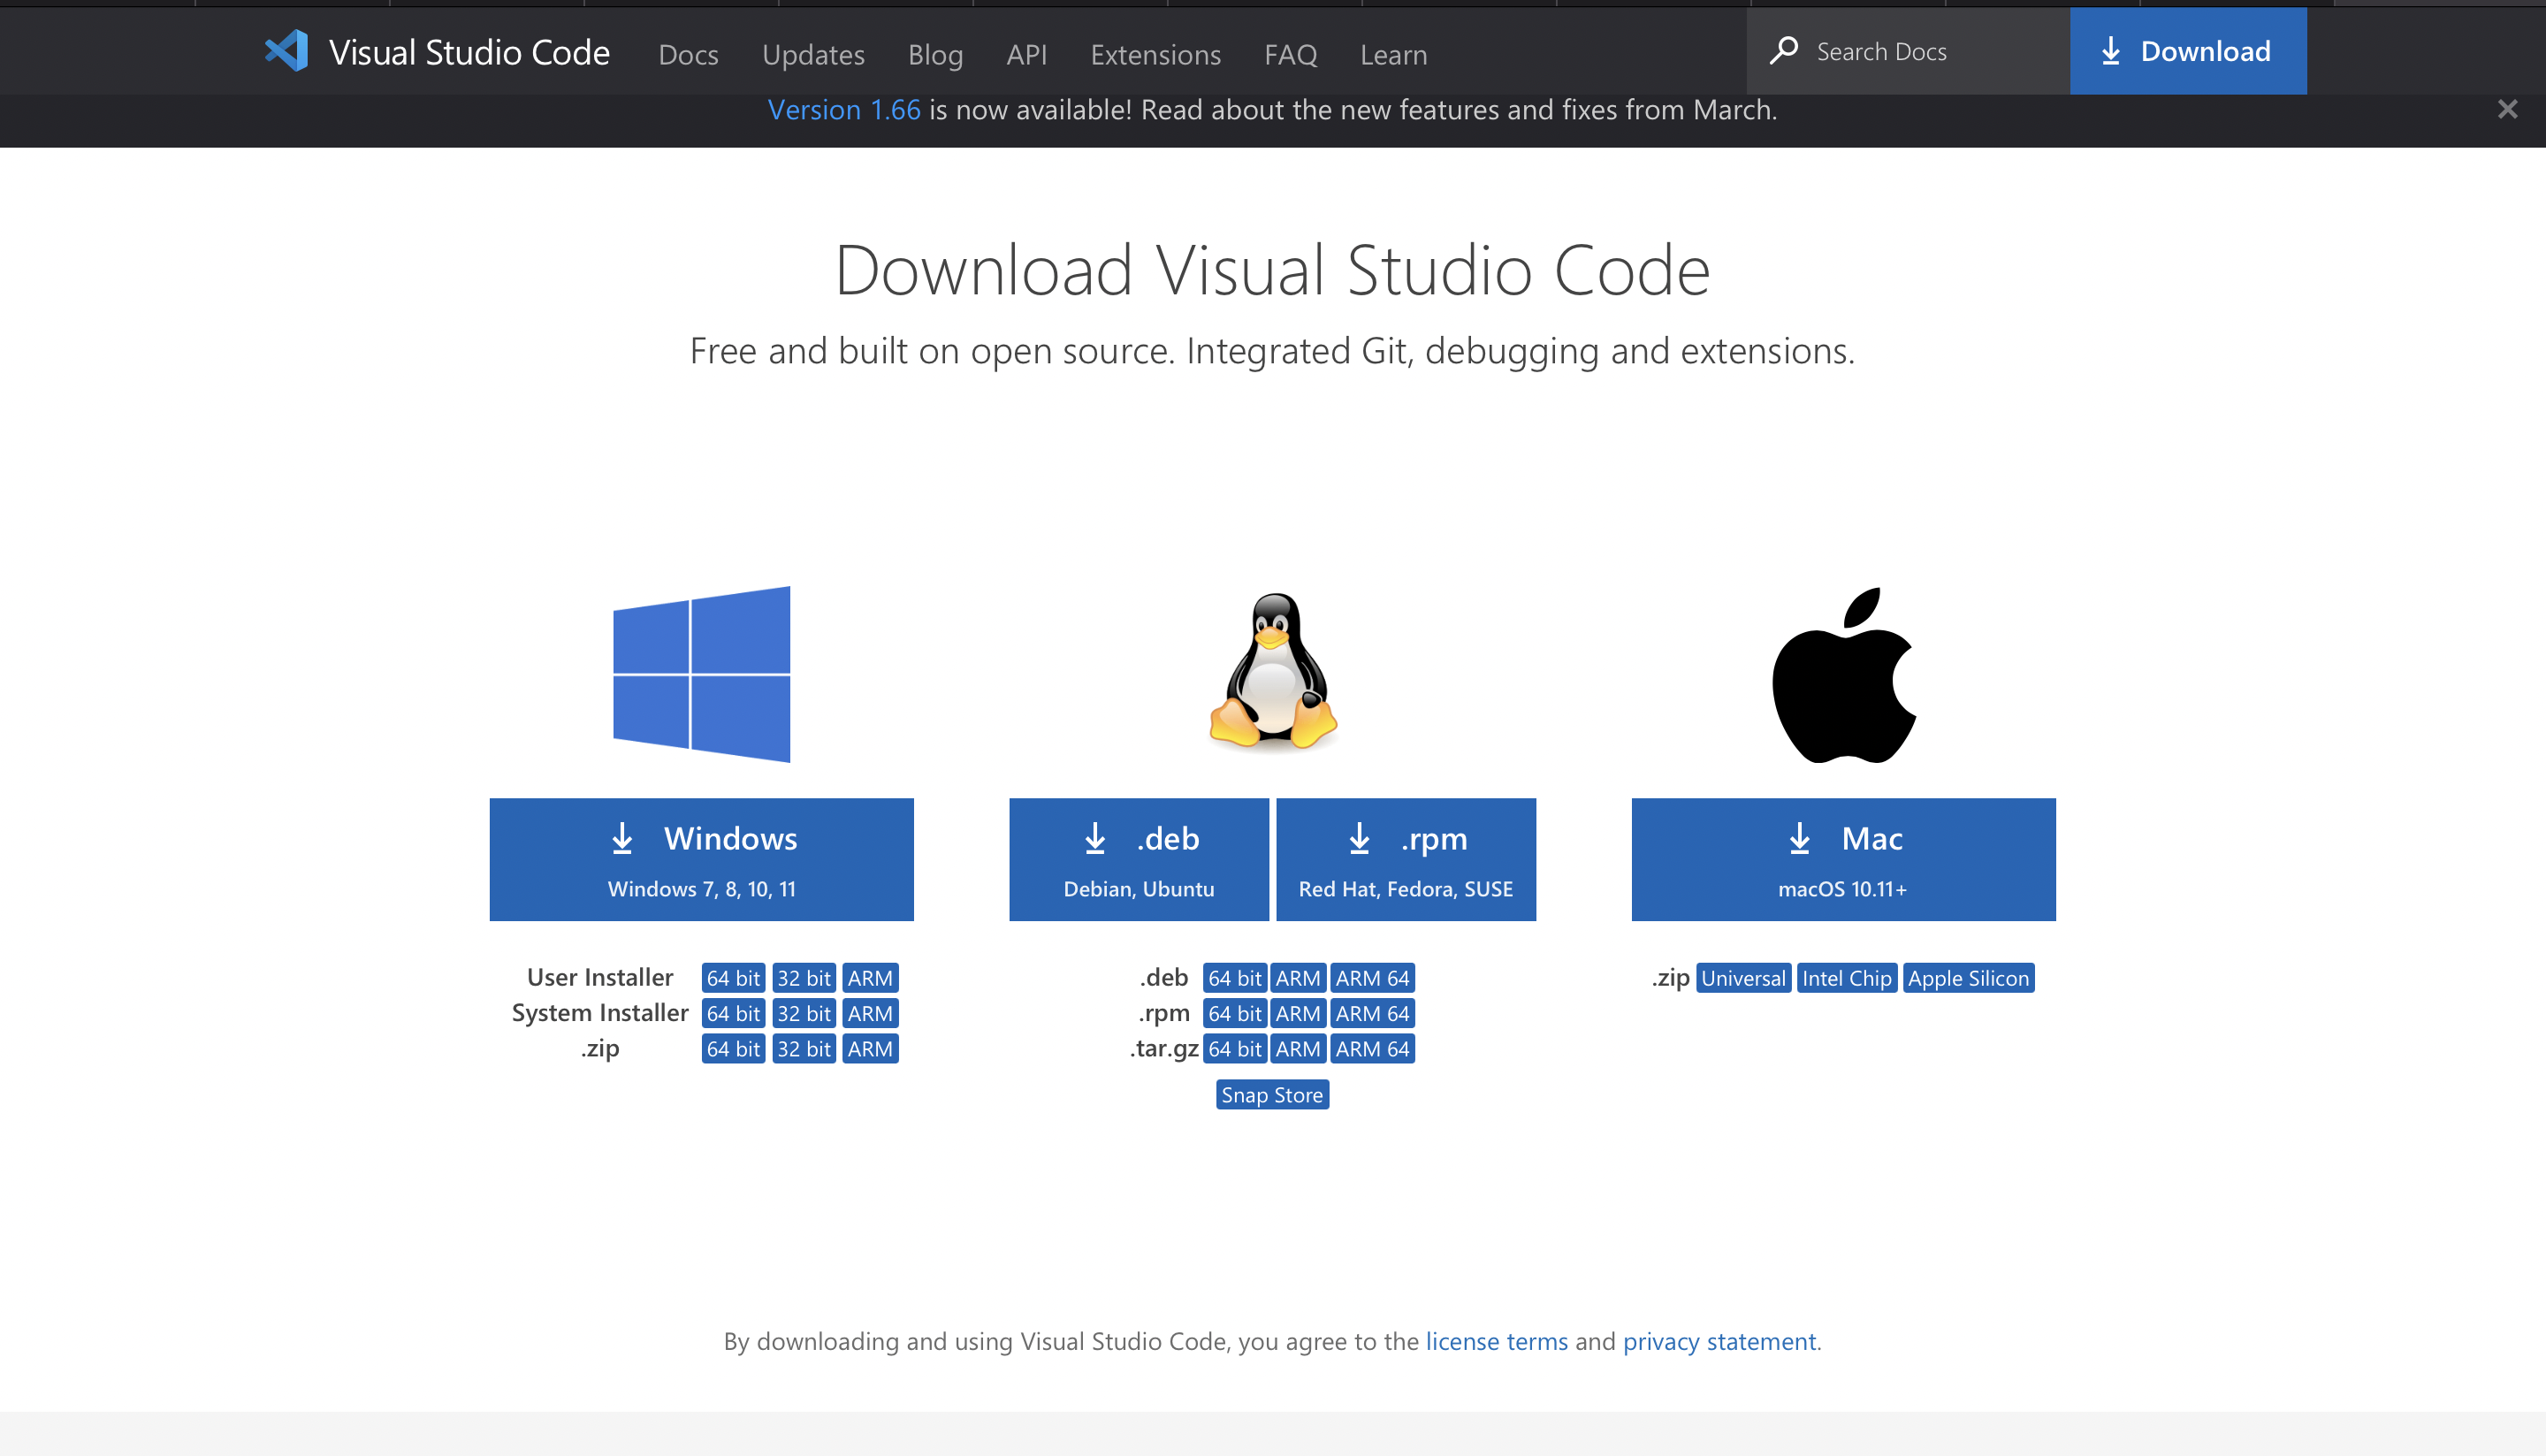 Visual Studio Code Docs Updates Blog API Extensions FAQ Learn Search Docs Download
Version 1.66 is now available! Read about the new features and fixes from March.
Download Visual Studio Code
Free and built on open source. Integrated Git, debugging and extensions.
Windows
Windows 7, 8, 10, 11
User Installer 64 bit 32 bit ARM
System Installer 64 bit 32 bit ARM
.zip 64 bit 32 bit ARM
.deb
Debian, Ubuntu
.rpm
Red Hat, Fedora, SUSE
.deb 64 bit ARM ARM 64
.rpm 64 bit ARM ARM 64
.tar.gz 64 bit ARM ARM 64
Snap Store
Mac
macOS 10.11+
.zip Universal Intel Chip Apple Silicon
By downloading and using Visual Studio Code, you agree to the license terms and privacy statement.